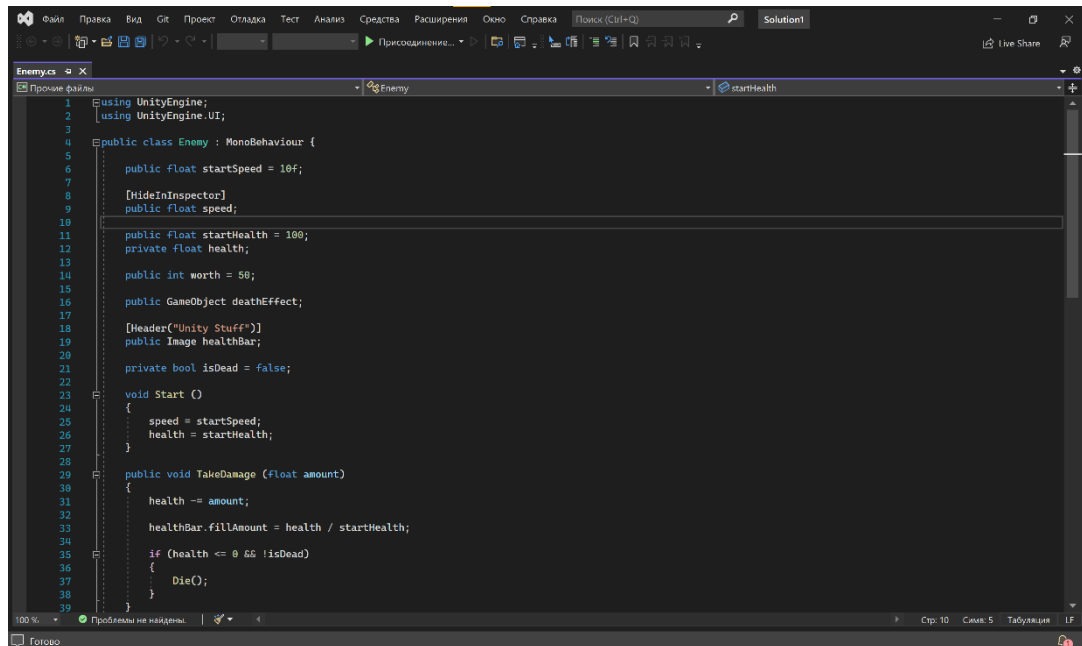 Файл Правка Вид Git Проект Отладка Тест Анализ Средства Расширения Окно Справка Поиск (Ctrl+Q) Solution1
Присоединение... Live Share
Enemy.cs
Прочие файлы Enemy startHealth
1 using UnityEngine;
2 using UnityEngine.UI;
3
4 public class Enemy : MonoBehaviour {
5
6 public float startSpeed = 10f;
7
8 [HideInInspector]
9 public float speed;
10
11 public float startHealth = 100;
12 private float health;
13
14 public int worth = 50;
15
16 public GameObject deathEffect;
17
18 [Header("Unity Stuff")]
19 public Image healthBar;
20
21 private bool isDead = false;
22
23 void Start ()
24 {
25 speed = startSpeed;
26 health = startHealth;
27 }
28
29 public void TakeDamage (float amount)
30 {
31 health -= amount;
32
33 healthBar.fillAmount = health / startHealth;
34
35 if (health <= 0 && !isDead)
36 {
37 Die();
38 }
39 }
100 % Проблемы не найдены. Стр: 10 Симв: 5 Табуляция LF
Готово